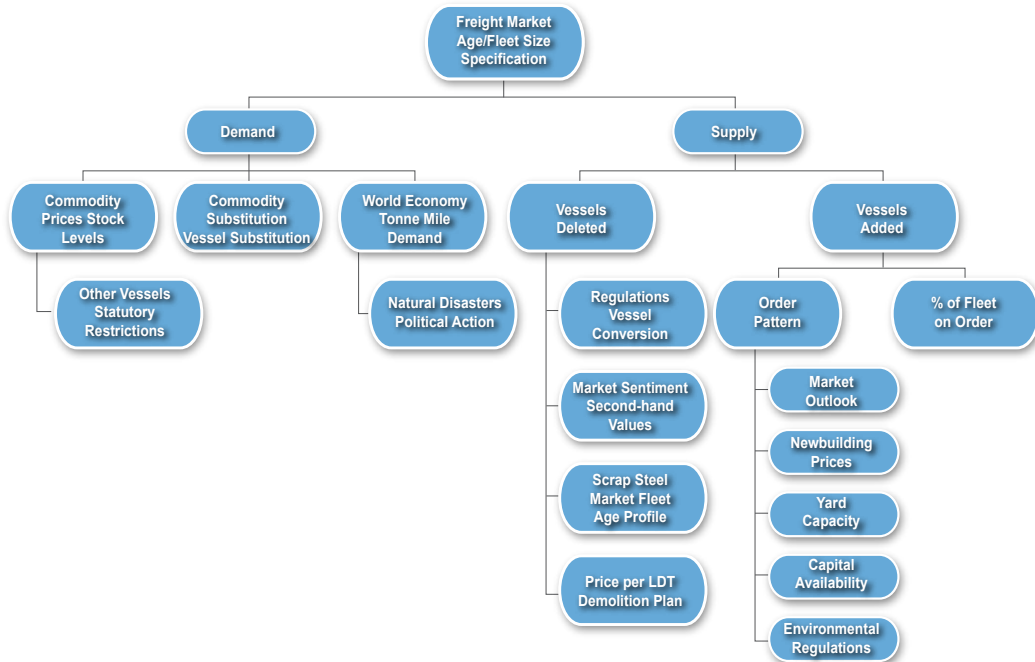 Freight Market
Age/Fleet Size
Specification
Demand
Supply
Commodity
Prices Stock
Levels
Commodity
Substitution
Vessel Substitution
World Economy
Tonne Mile
Demand
Vessels
Deleted
Vessels
Added
Other Vessels
Statutory
Restrictions
Natural Disasters
Political Action
Regulations
Vessel
Conversion
Order
Pattern
% of Fleet
on Order
Market Sentiment
Second-hand
Values
Market
Outlook
Newbuilding
Prices
Scrap Steel
Market Fleet
Age Profile
Yard
Capacity
Price per LDT
Demolition Plan
Capital
Availability
Environmental
Regulations